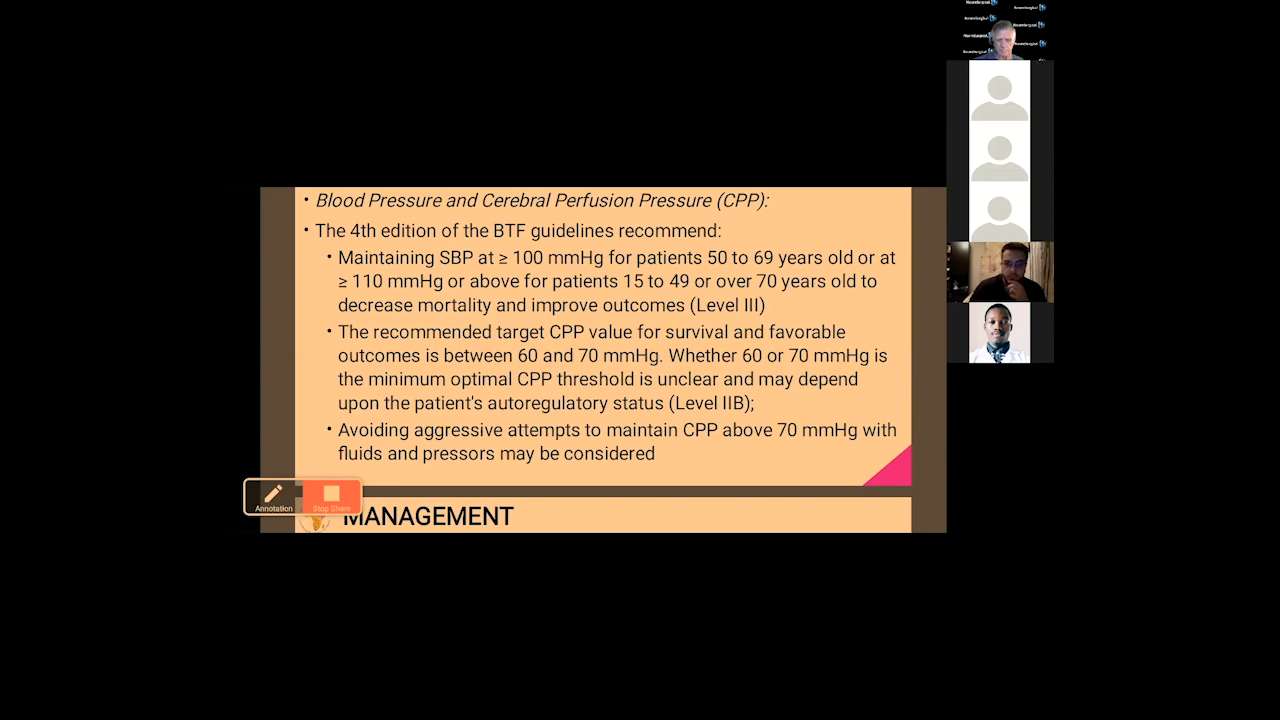 • Blood Pressure and Cerebral Perfusion Pressure (CPP):
• The 4th edition of the BTF guidelines recommend:
• Maintaining SBP at ≥ 100 mmHg for patients 50 to 69 years old or at
≥ 110 mmHg or above for patients 15 to 49 or over 70 years old to
decrease mortality and improve outcomes (Level III)
• The recommended target CPP value for survival and favorable
outcomes is between 60 and 70 mmHg. Whether 60 or 70 mmHg is
the minimum optimal CPP threshold is unclear and may depend
upon the patient's autoregulatory status (Level IIB);
• Avoiding aggressive attempts to maintain CPP above 70 mmHg with
fluids and pressors may be considered
Annotation
Stop Share
MANAGEMENT